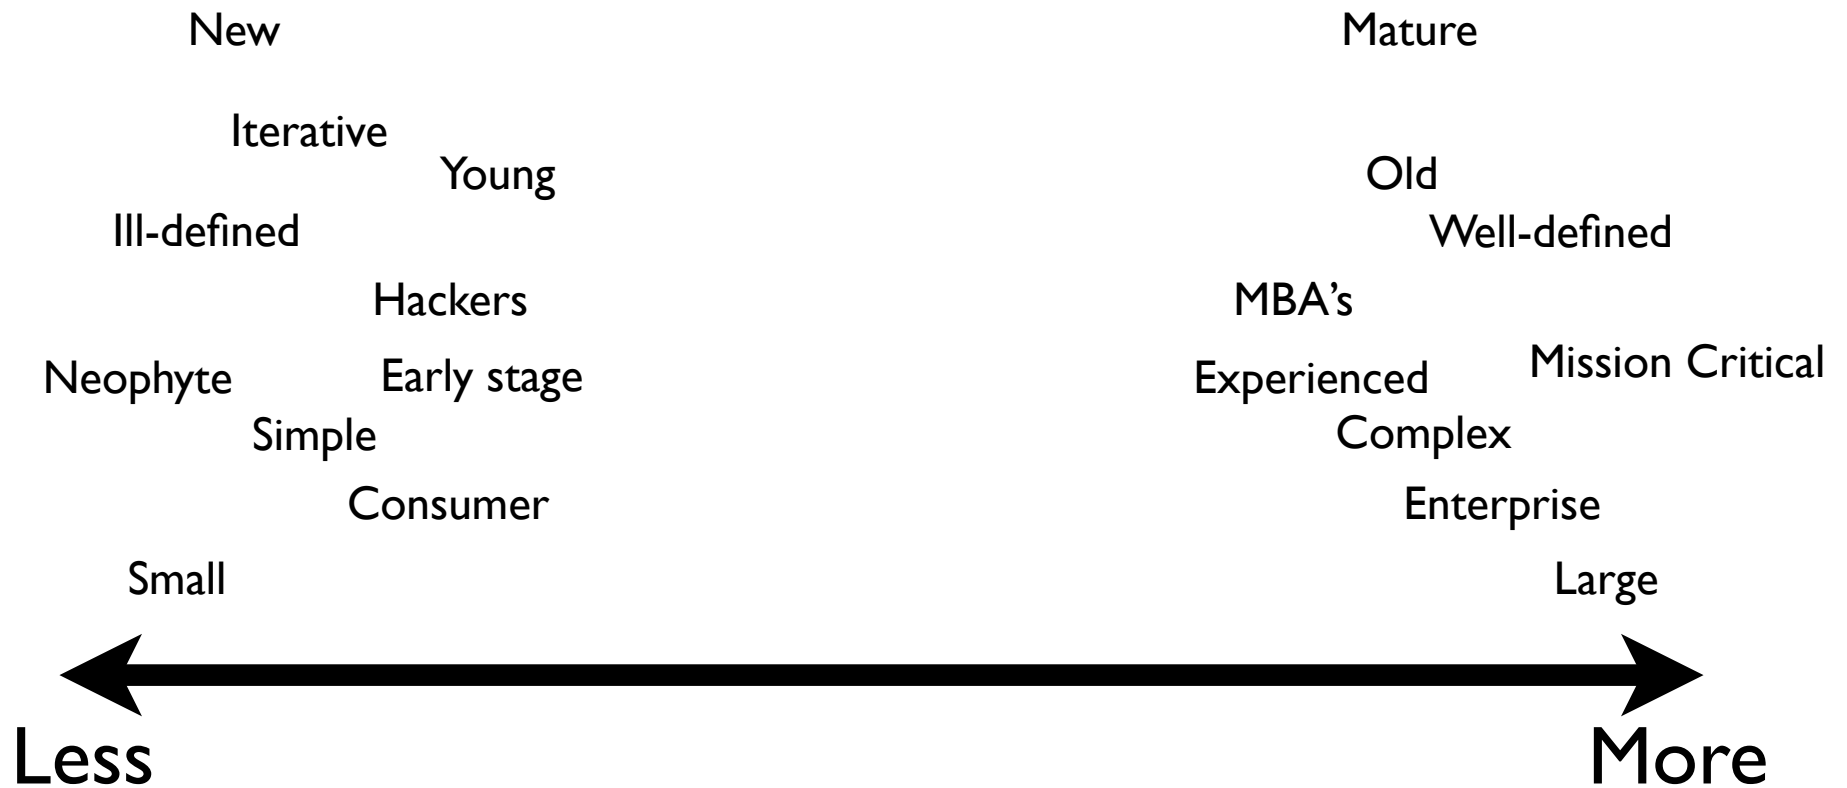 New
Mature
Iterative
Young
Old
Ill-defined
Well-defined
Hackers
MBA’s
Mission Critical
Neophyte
Early stage
Experienced
Simple
Complex
Consumer
Enterprise
Small
Large
Less
More